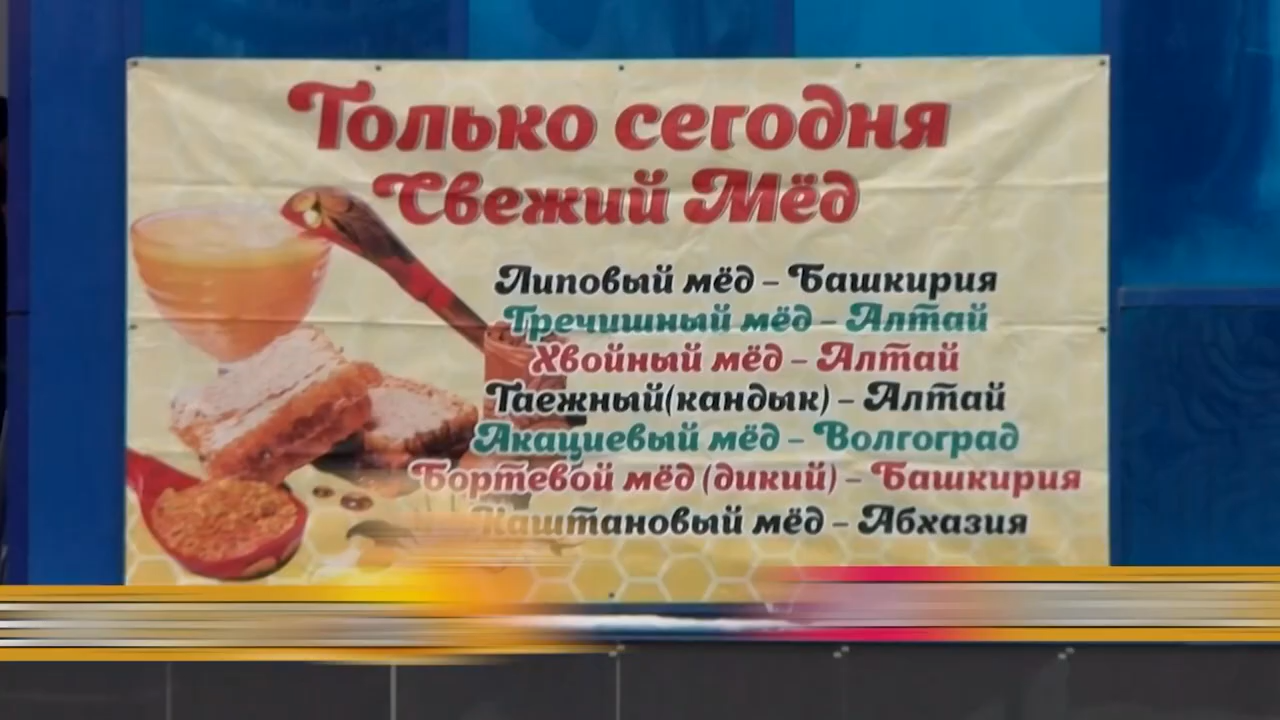 Только сегодня
Свежий Мёд
Липовый мёд – Башкирия
Гречишный мёд – Алтай
Хвойный мёд – Алтай
Таежный(кандык) – Алтай
Акациевый мёд – Волгоград
Бортевой мёд (дикий) – Башкирия
Каштановый мёд – Абхазия